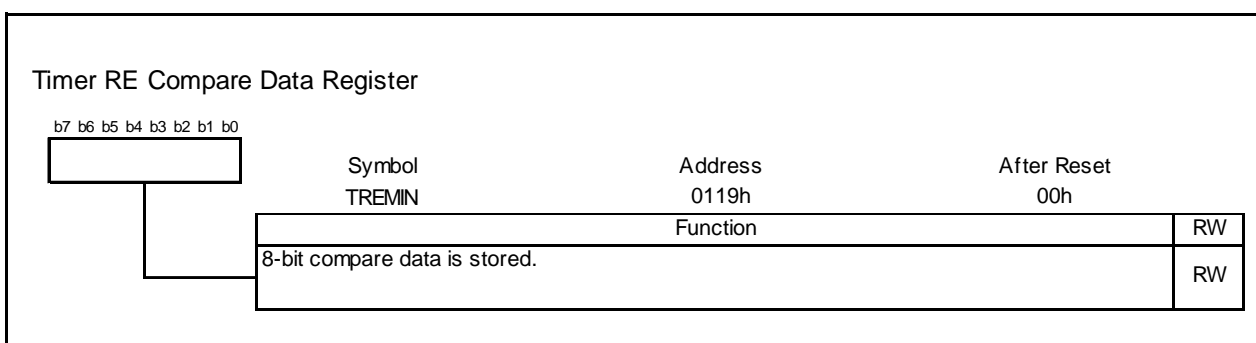 Timer RE Compare Data Register
b7 b6 b5 b4 b3 b2 b1 b0
Symbol Address After Reset
TREMIN 0119h 00h
Function RW
8-bit compare data is stored.
RW